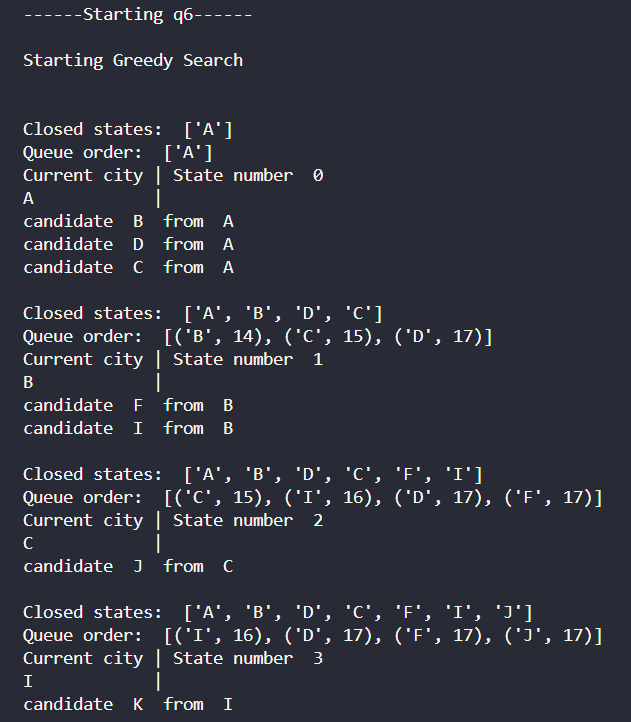 ------Starting q6------
Starting Greedy Search
Closed states:  ['A']
Queue order:  ['A']
Current city | State number  0
A            |
candidate  B  from  A
candidate  D  from  A
candidate  C  from  A
Closed states:  ['A', 'B', 'D', 'C']
Queue order:  [('B', 14), ('C', 15), ('D', 17)]
Current city | State number  1
B            |
candidate  F  from  B
candidate  I  from  B
Closed states:  ['A', 'B', 'D', 'C', 'F', 'I']
Queue order:  [('C', 15), ('I', 16), ('D', 17), ('F', 17)]
Current city | State number  2
C            |
candidate  J  from  C
Closed states:  ['A', 'B', 'D', 'C', 'F', 'I', 'J']
Queue order:  [('I', 16), ('D', 17), ('F', 17), ('J', 17)]
Current city | State number  3
I            |
candidate  K  from  I